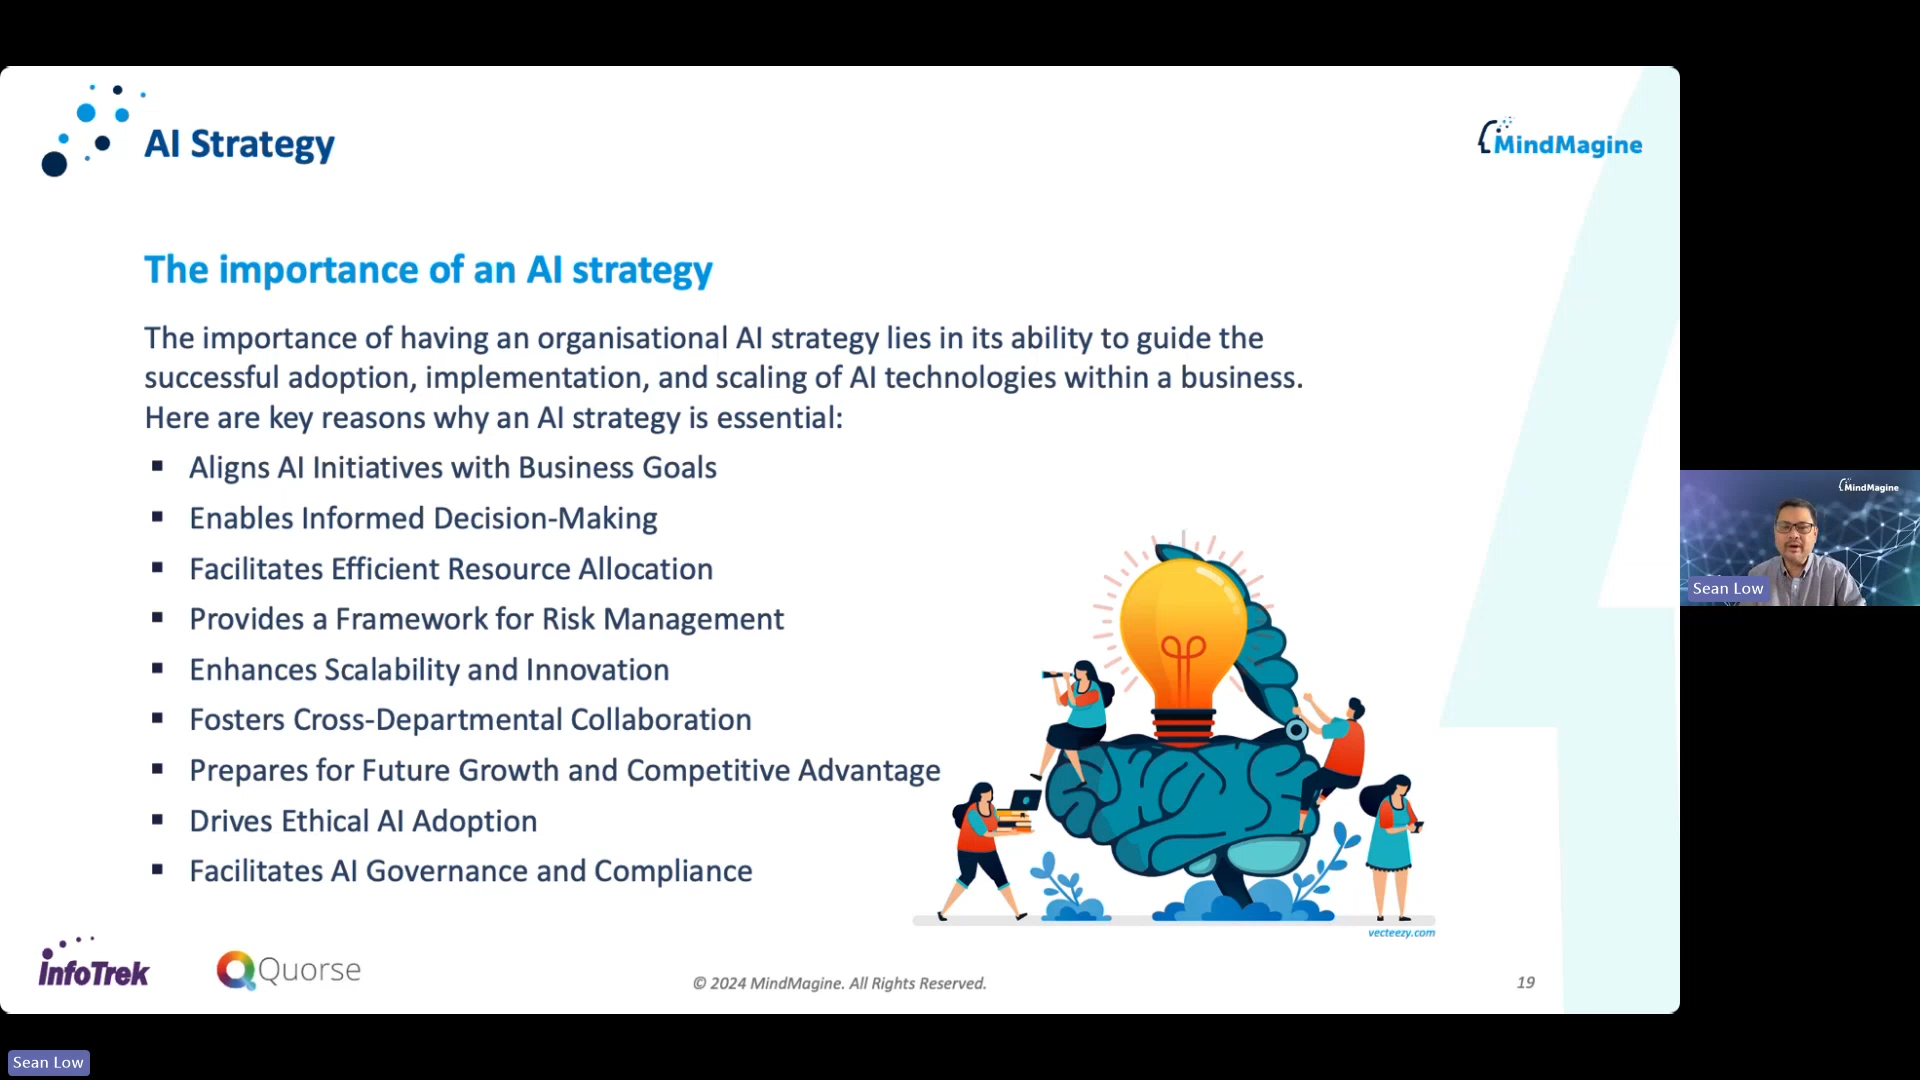 AI Strategy
MindMagine
The importance of an AI strategy
The importance of having an organisational AI strategy lies in its ability to guide the
successful adoption, implementation, and scaling of AI technologies within a business.
Here are key reasons why an AI strategy is essential:
▪ Aligns AI Initiatives with Business Goals
▪ Enables Informed Decision-Making
▪ Facilitates Efficient Resource Allocation
▪ Provides a Framework for Risk Management
▪ Enhances Scalability and Innovation
▪ Fosters Cross-Departmental Collaboration
▪ Prepares for Future Growth and Competitive Advantage
▪ Drives Ethical AI Adoption
▪ Facilitates AI Governance and Compliance
vecteezy.com
infoTrek
Quorse
© 2024 MindMagine. All Rights Reserved.
19
MindMagine
Sean Low
Sean Low